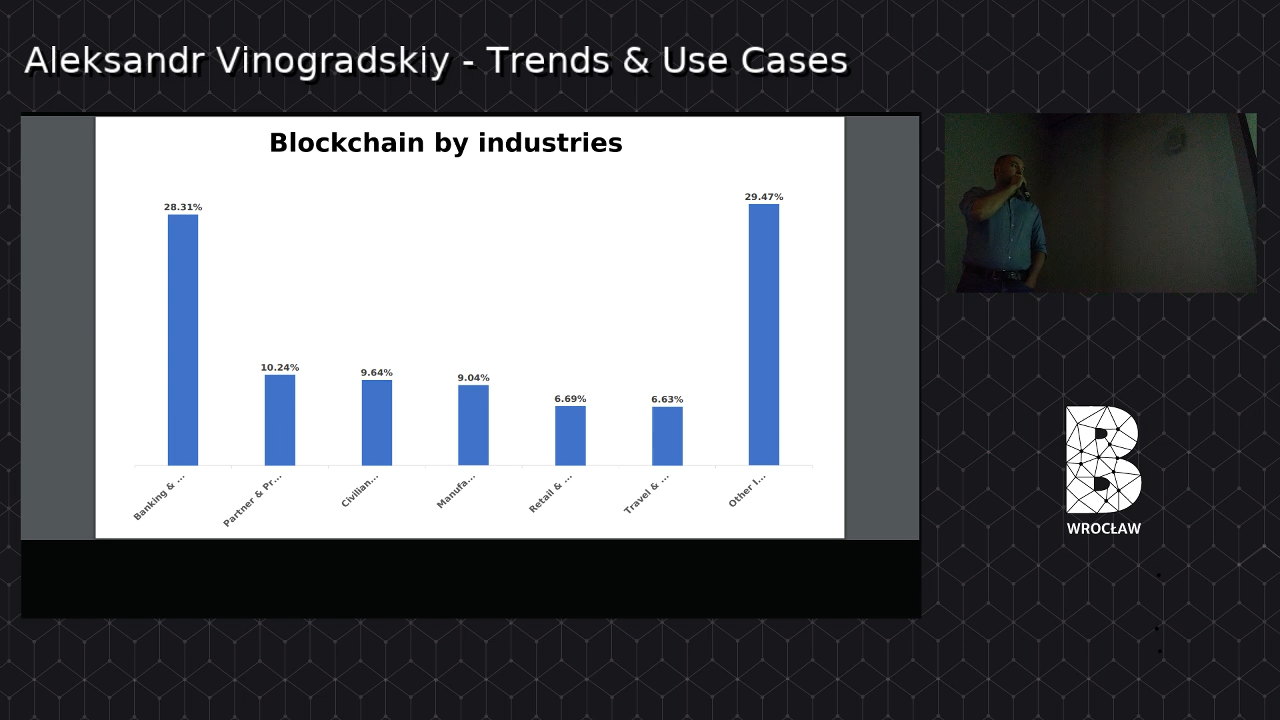 Aleksandr Vinogradskiy - Trends & Use Cases
Blockchain by industries
28.31%
10.24%
9.64%
9.04%
6.69%
6.63%
29.47%
Banking & ...
Partner & Pr...
Civilian...
Manufa...
Retail & ...
Travel & ...
Other I...
B
WROCŁAW